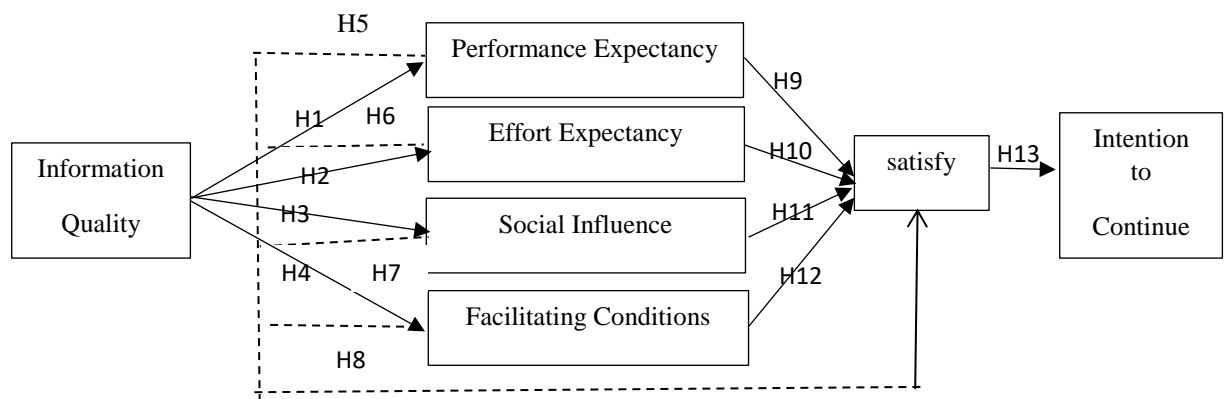 H5
Performance Expectancy
H9
H1
H6
Effort Expectancy
Information
Quality
H2
H10
satisfy
H13
Intention
to
Continue
H3
Social Influence
H11
H4
H7
H12
Facilitating Conditions
H8